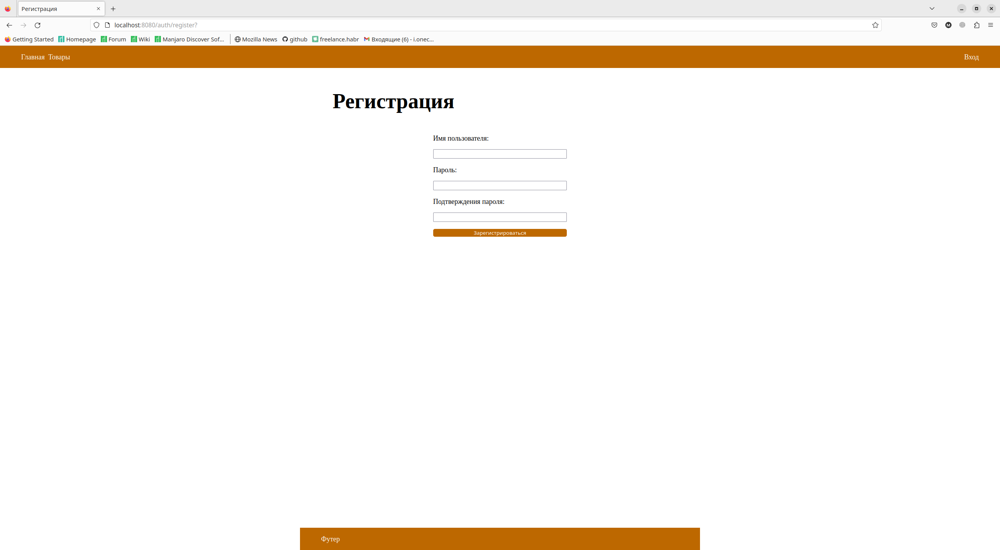 Регистрация
localhost:8080/auth/register?
Getting Started Homepage Forum Wiki Manjaro Discover Sof... Mozilla News github freelance.habr Входящие (6) - i.onec...
Главная Товары Вход
Регистрация
Имя пользователя:
Пароль:
Подтверждения пароля:
Зарегистрироваться
Футер